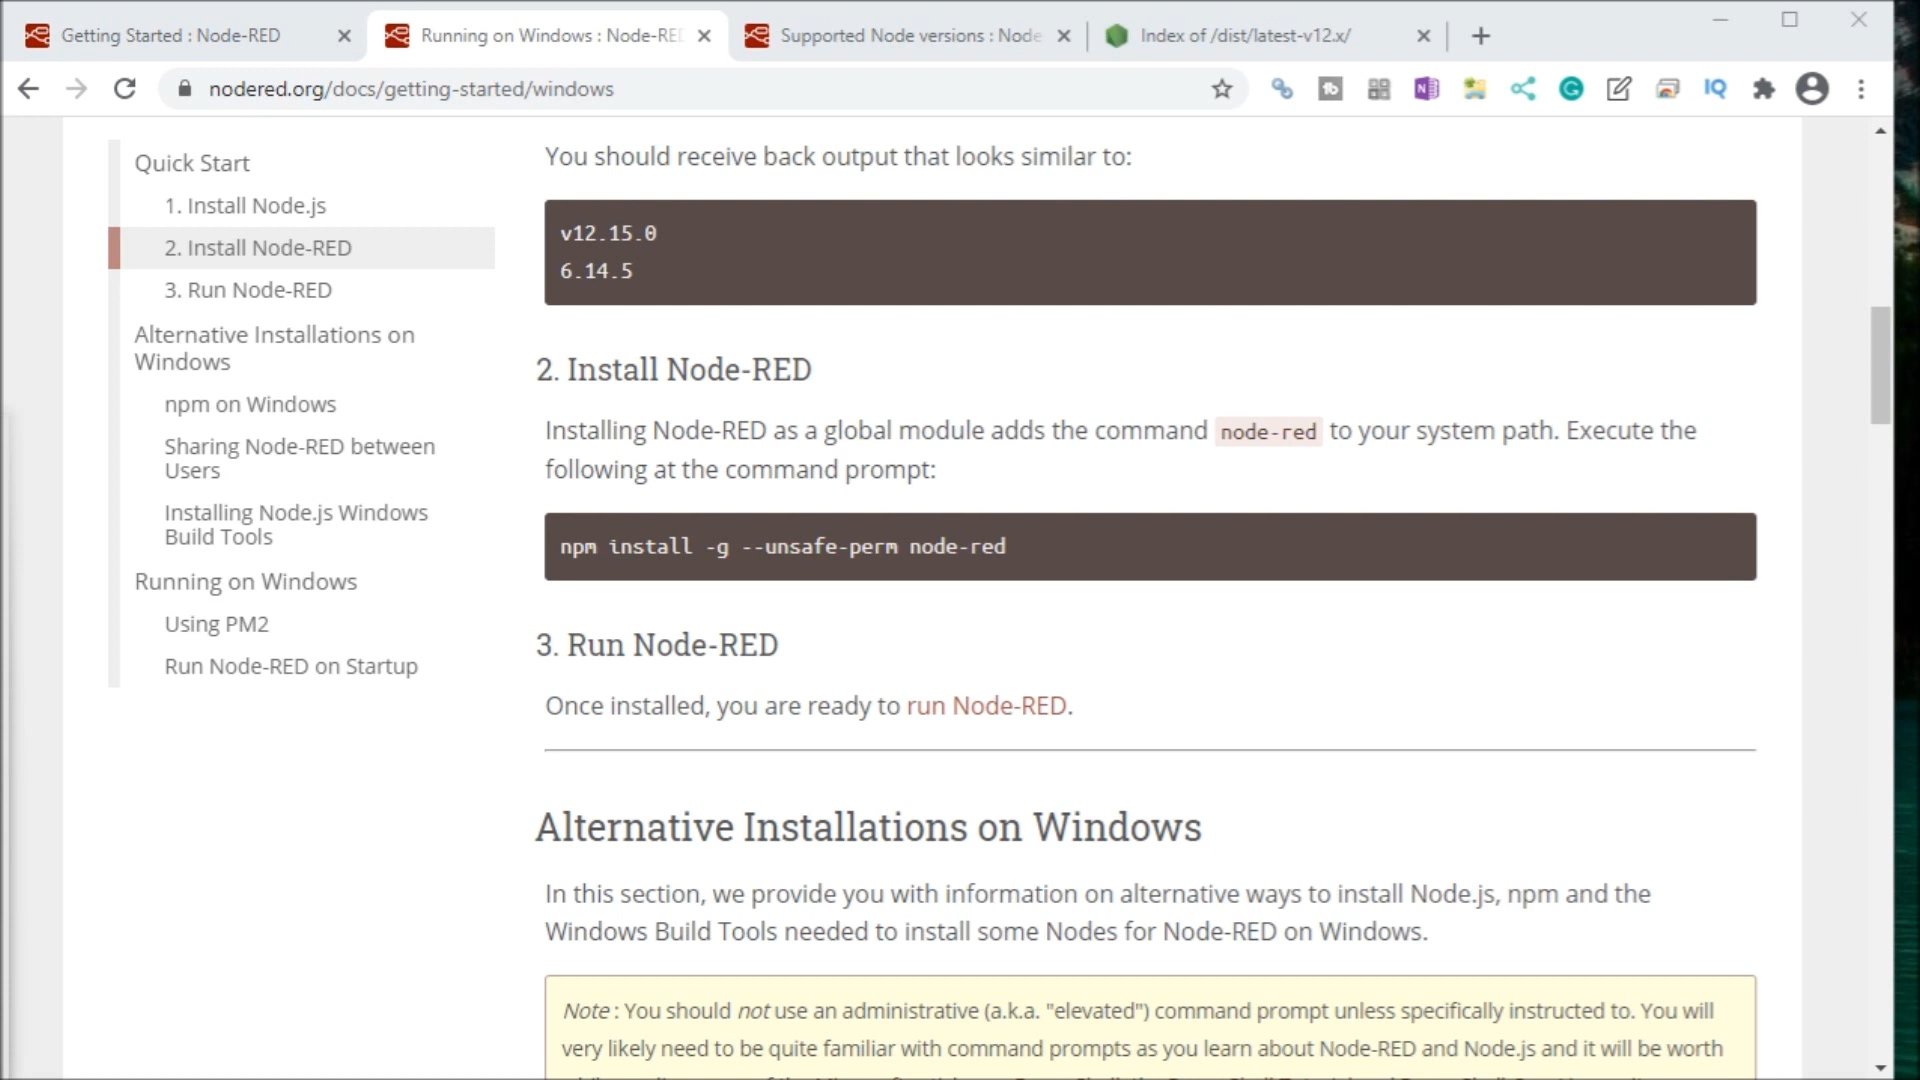 Getting Started : Node-RED
Running on Windows : Node-RED
Supported Node versions : Node
Index of /dist/latest-v12.x/
nodered.org/docs/getting-started/windows
Quick Start
1. Install Node.js
2. Install Node-RED
3. Run Node-RED
Alternative Installations on
Windows
npm on Windows
Sharing Node-RED between
Users
Installing Node.js Windows
Build Tools
Running on Windows
Using PM2
Run Node-RED on Startup
You should receive back output that looks similar to:
v12.15.0
6.14.5
2. Install Node-RED
Installing Node-RED as a global module adds the command node-red to your system path. Execute the
following at the command prompt:
npm install -g --unsafe-perm node-red
3. Run Node-RED
Once installed, you are ready to run Node-RED.
Alternative Installations on Windows
In this section, we provide you with information on alternative ways to install Node.js, npm and the
Windows Build Tools needed to install some Nodes for Node-RED on Windows.
Note : You should not use an administrative (a.k.a. "elevated") command prompt unless specifically instructed to. You will
very likely need to be quite familiar with command prompts as you learn about Node-RED and Node.js and it will be worth